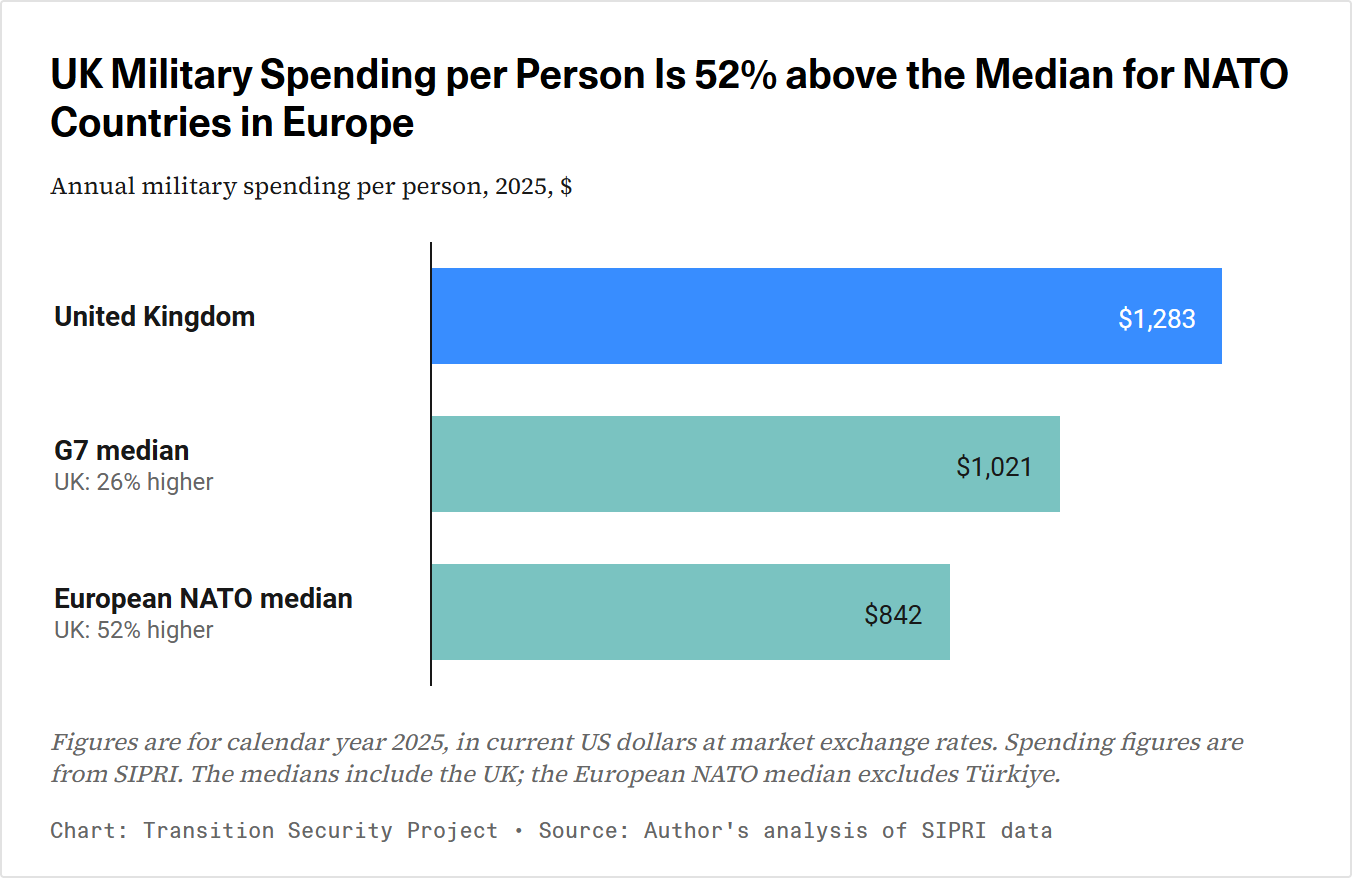 UK Military Spending per Person Is 52% above the Median for NATO
Countries in Europe
Annual military spending per person, 2025, $
United Kingdom
$1,283
G7 median
UK: 26% higher
$1,021
European NATO median
UK: 52% higher
$842
Figures are for calendar year 2025, in current US dollars at market exchange rates. Spending figures are
from SIPRI. The medians include the UK; the European NATO median excludes Türkiye.
Chart: Transition Security Project • Source: Author's analysis of SIPRI data